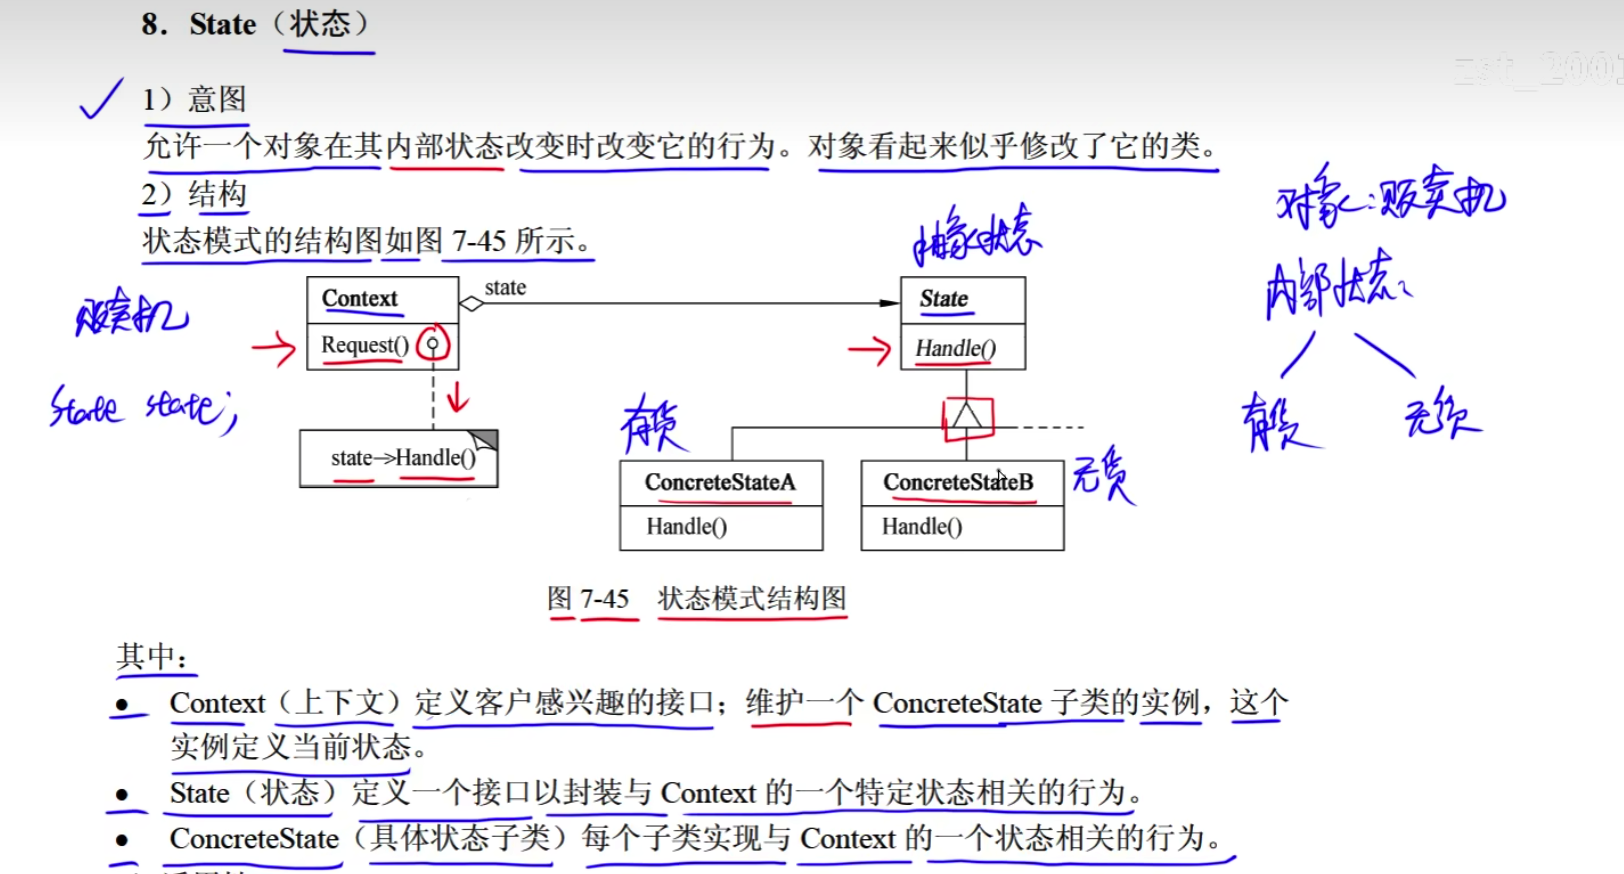 8．State（状态）
zst_2001
1）意图
允许一个对象在其内部状态改变时改变它的行为。对象看起来似乎修改了它的类。
2）结构
状态模式的结构图如图 7-45 所示。
对象:贩卖机
抽象状态
内部状态:
有货
无货
贩卖机
State state;
Context
Request()
state
State
Handle()
state->Handle()
有货
ConcreteStateA
Handle()
ConcreteStateB
Handle()
无货
图 7-45 状态模式结构图
其中：
● Context（上下文）定义客户感兴趣的接口；维护一个 ConcreteState 子类的实例，这个
实例定义当前状态。
● State（状态）定义一个接口以封装与 Context 的一个特定状态相关的行为。
● ConcreteState（具体状态子类）每个子类实现与 Context 的一个状态相关的行为。